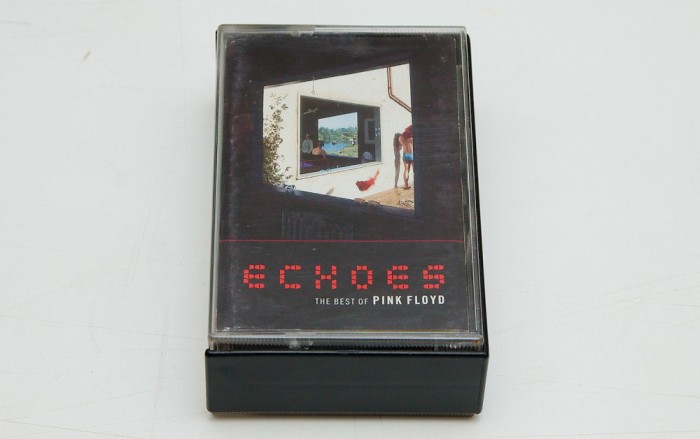 ECHOES
THE BEST OF PINK FLOYD